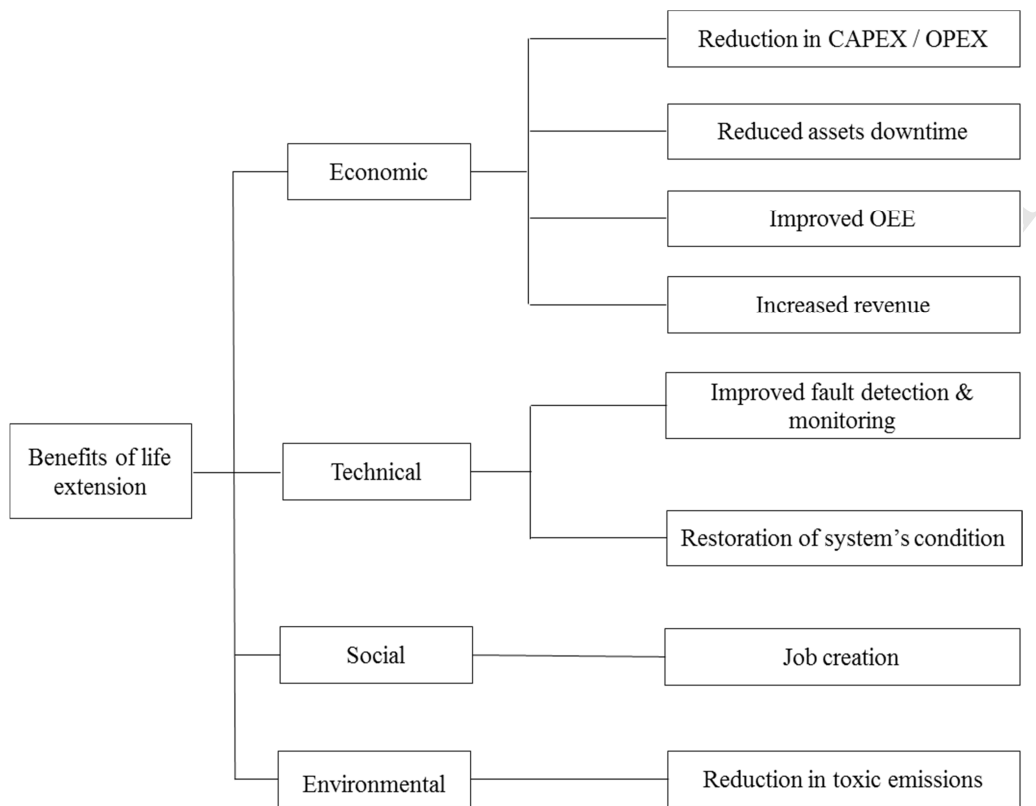 Reduction in CAPEX / OPEX
Reduced assets downtime
Economic
Improved OEE
Increased revenue
Improved fault detection &
monitoring
Benefits of life
extension
Technical
Restoration of system’s condition
Social
Job creation
Environmental
Reduction in toxic emissions